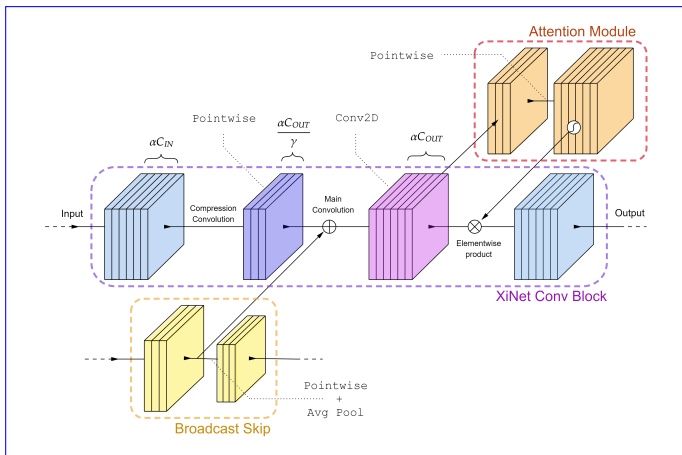 Attention Module
Pointwise
Pointwise
αC_OUT
γ
Conv2D
αC_IN
αC_OUT
Input
Compression
Convolution
Main
Convolution
Elementwise
product
Output
XiNet Conv Block
Pointwise
+
Avg Pool
Broadcast Skip